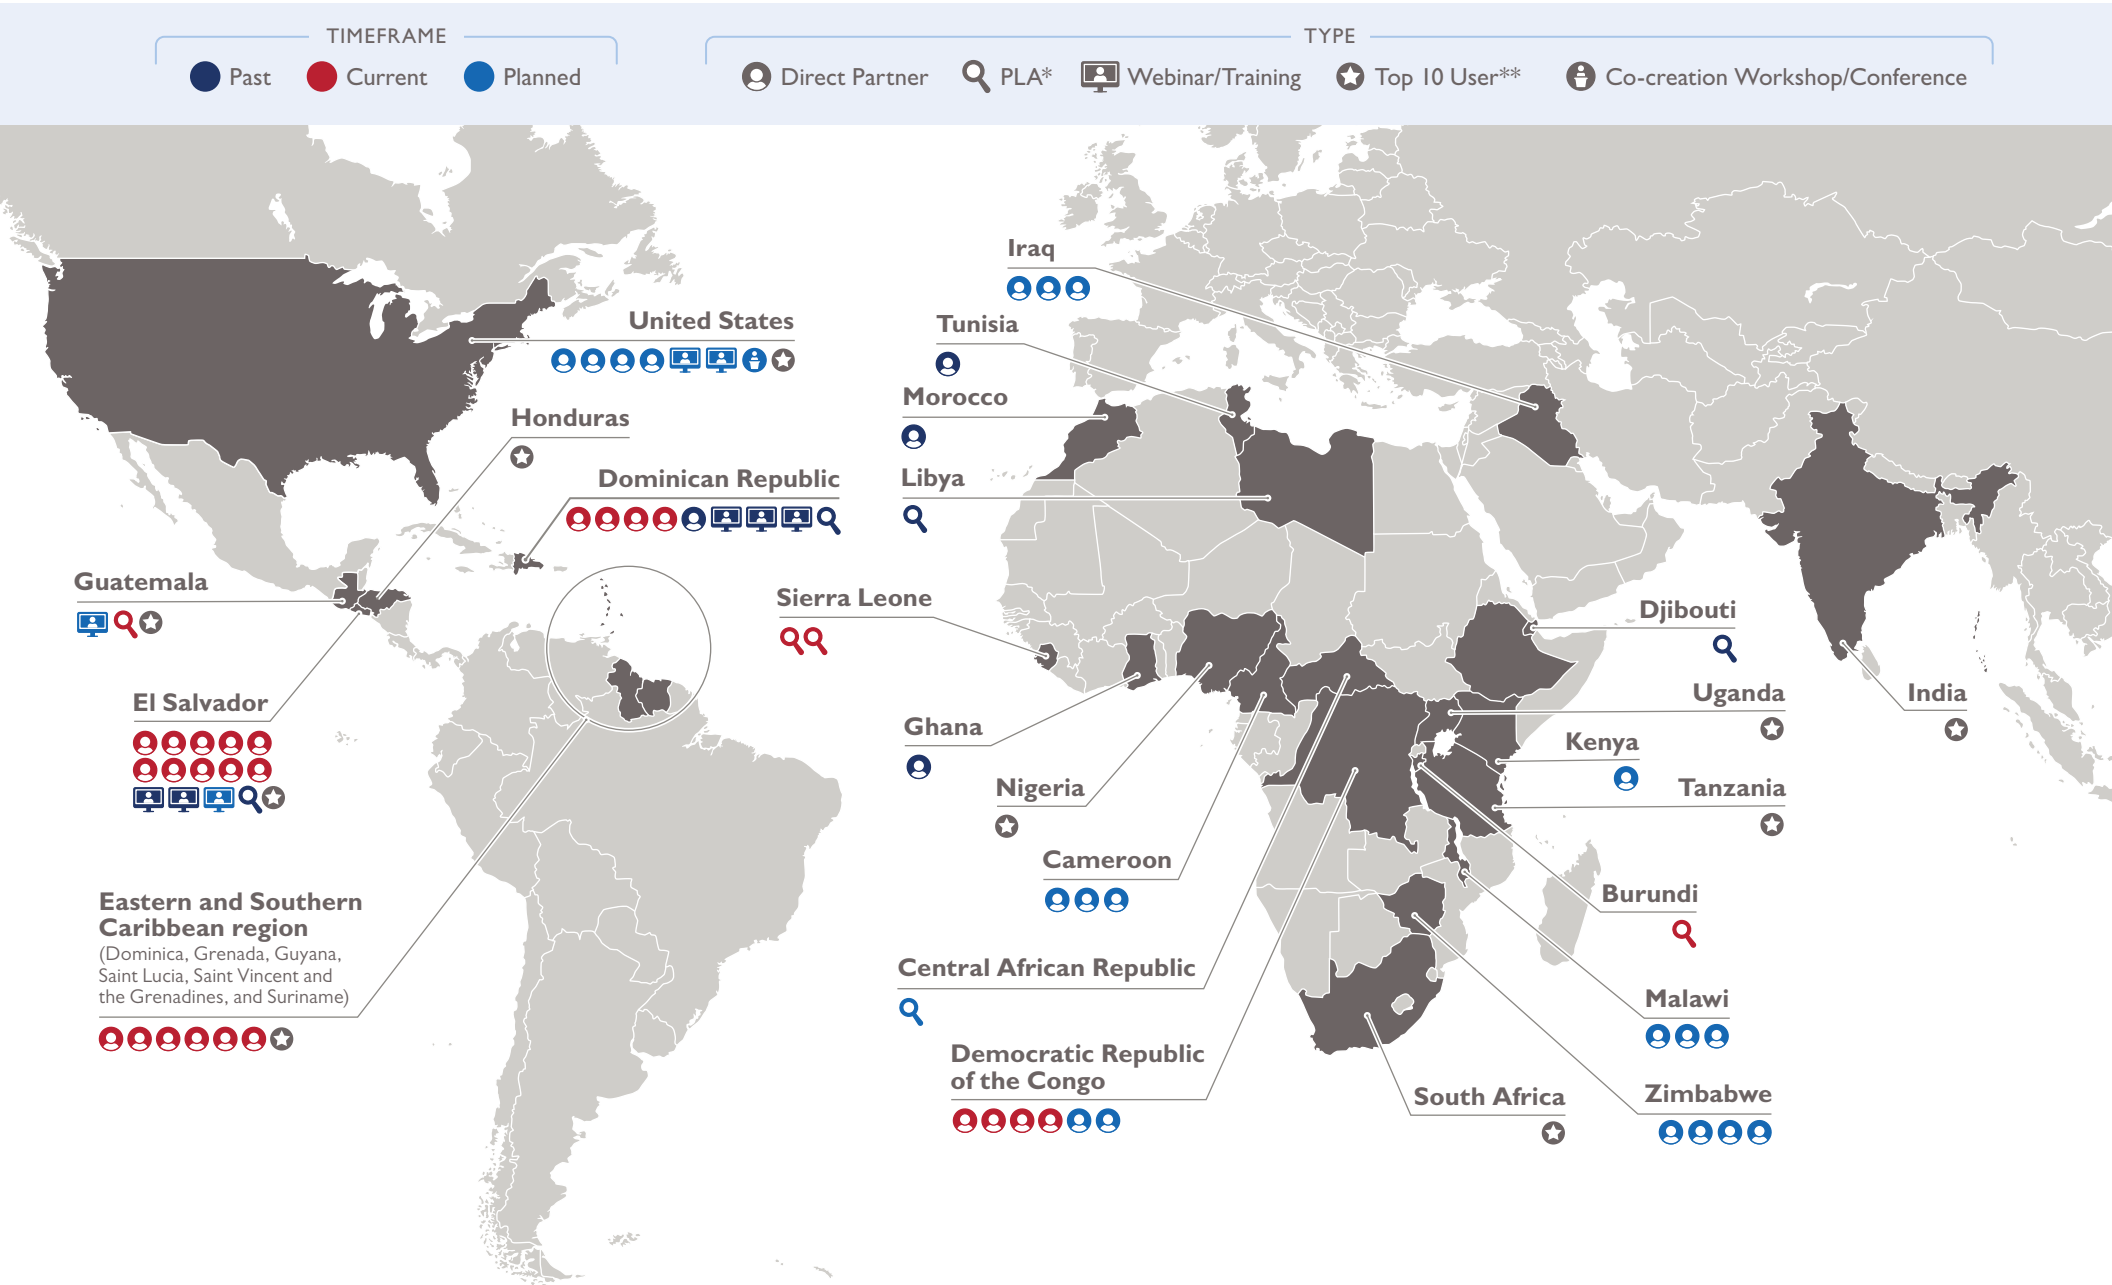 TIMEFRAME
Past
Current
Planned
TYPE
Direct Partner
PLA*
Webinar/Training
Top 10 User**
Co-creation Workshop/Conference
United States
Honduras
Dominican Republic
Guatemala
El Salvador
Eastern and Southern
Caribbean region
(Dominica, Grenada, Guyana,
Saint Lucia, Saint Vincent and
the Grenadines, and Suriname)
Iraq
Tunisia
Morocco
Libya
Sierra Leone
Ghana
Nigeria
Cameroon
Central African Republic
Democratic Republic
of the Congo
Djibouti
Uganda
India
Kenya
Tanzania
Burundi
Malawi
Zimbabwe
South Africa